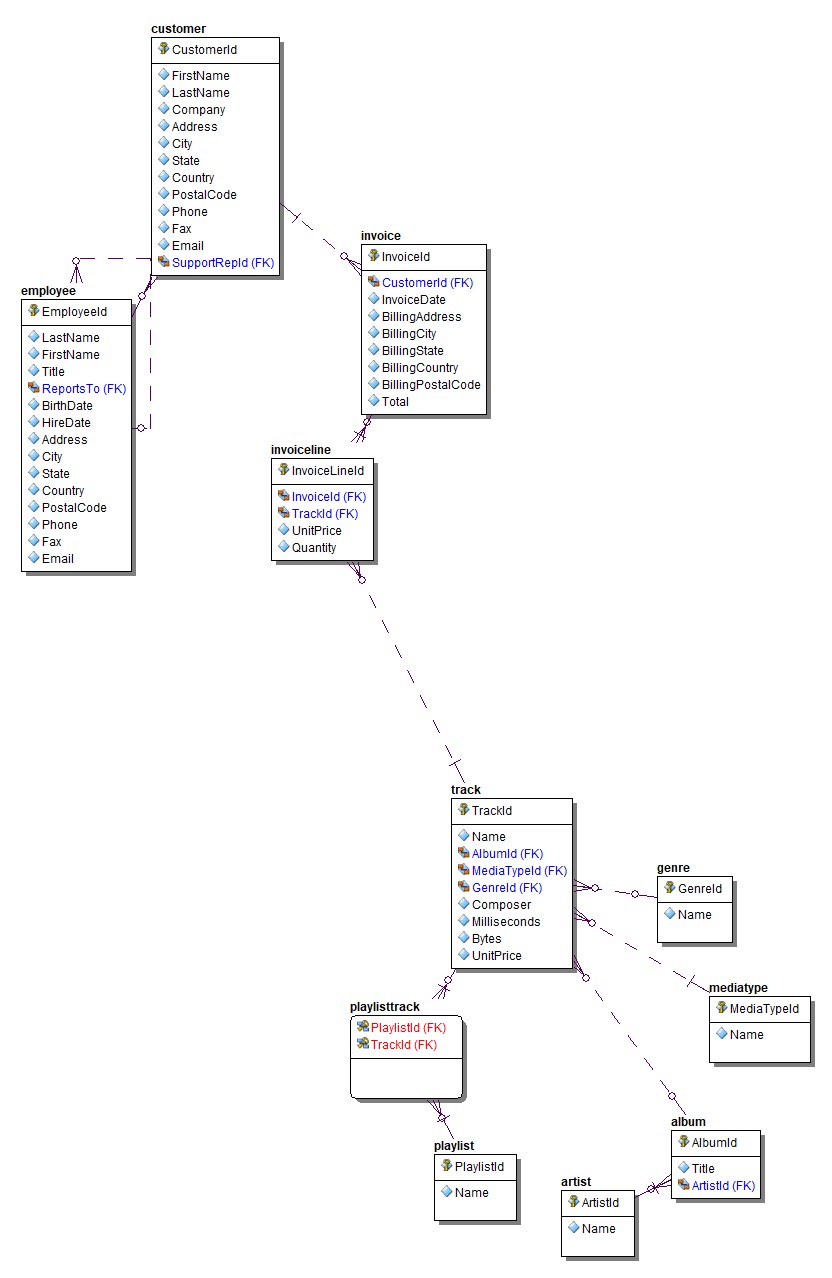 customer
CustomerId
FirstName
LastName
Company
Address
City
State
Country
PostalCode
Phone
Fax
Email
SupportRepId (FK)
invoice
InvoiceId
CustomerId (FK)
InvoiceDate
BillingAddress
BillingCity
BillingState
BillingCountry
BillingPostalCode
Total
employee
EmployeeId
LastName
FirstName
Title
ReportsTo (FK)
BirthDate
HireDate
Address
City
State
Country
PostalCode
Phone
Fax
Email
invoiceline
InvoiceLineId
InvoiceId (FK)
TrackId (FK)
UnitPrice
Quantity
track
TrackId
Name
AlbumId (FK)
MediaTypeId (FK)
GenreId (FK)
Composer
Milliseconds
Bytes
UnitPrice
genre
GenreId
Name
mediatype
MediaTypeId
Name
playlisttrack
PlaylistId (FK)
TrackId (FK)
playlist
PlaylistId
Name
album
AlbumId
Title
ArtistId (FK)
artist
ArtistId
Name